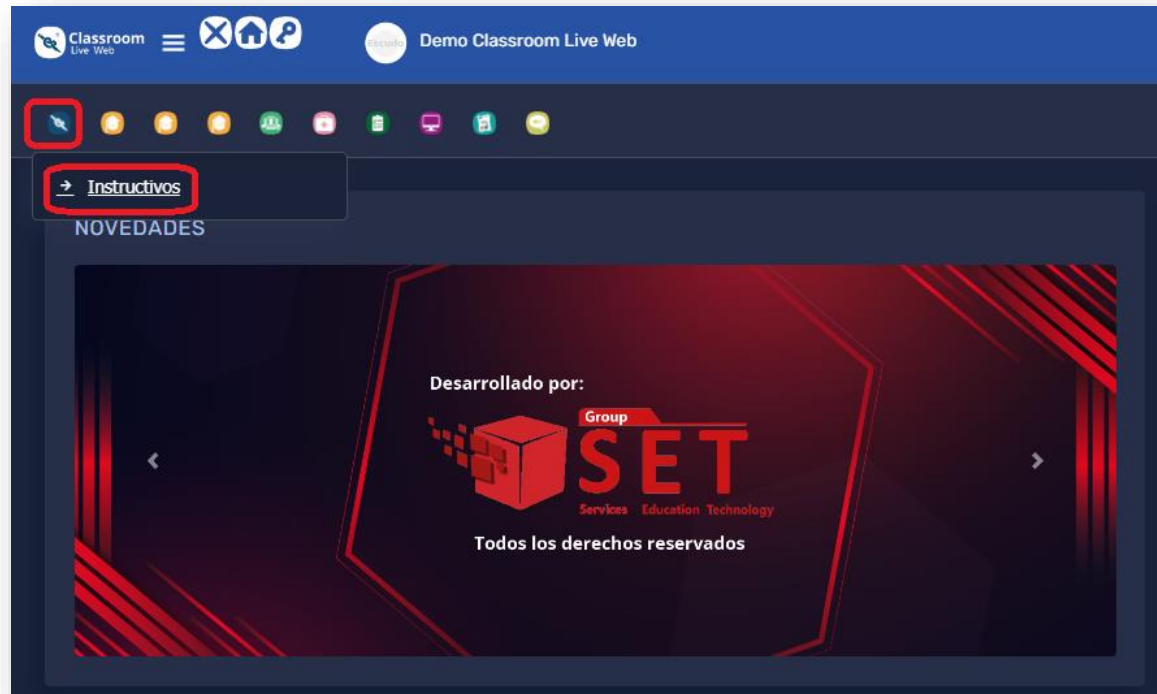 Classroom
Live Web
Escudo
Demo Classroom Live Web
Instructivos
NOVEDADES
Desarrollado por:
Group
SET
Services Education Technology
Todos los derechos reservados